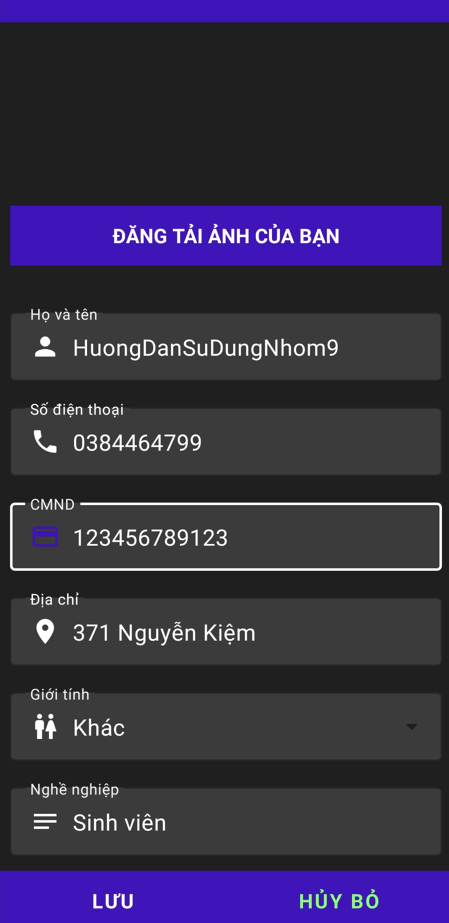 ĐĂNG TẢI ẢNH CỦA BẠN
Họ và tên
HuongDanSuDungNhom9
Số điện thoại
0384464799
CMND
123456789123
Địa chỉ
371 Nguyễn Kiệm
Giới tính
Khác
Nghề nghiệp
Sinh viên
LƯU
HỦY BỎ